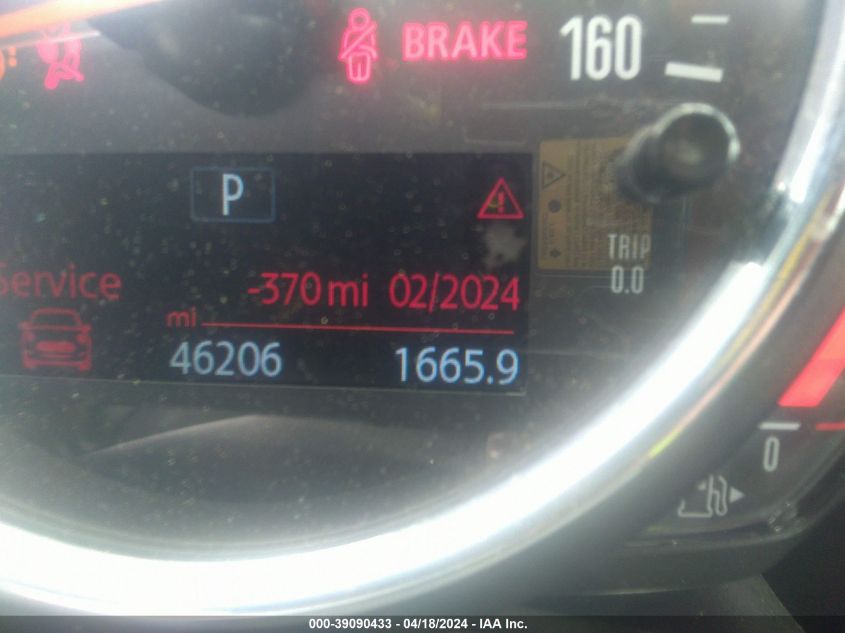 BRAKE 160
P
TRIP
0.0
Service -370 mi 02/2024
mi
46206 1665.9
0
000-39090433 - 04/18/2024 - IAA Inc.